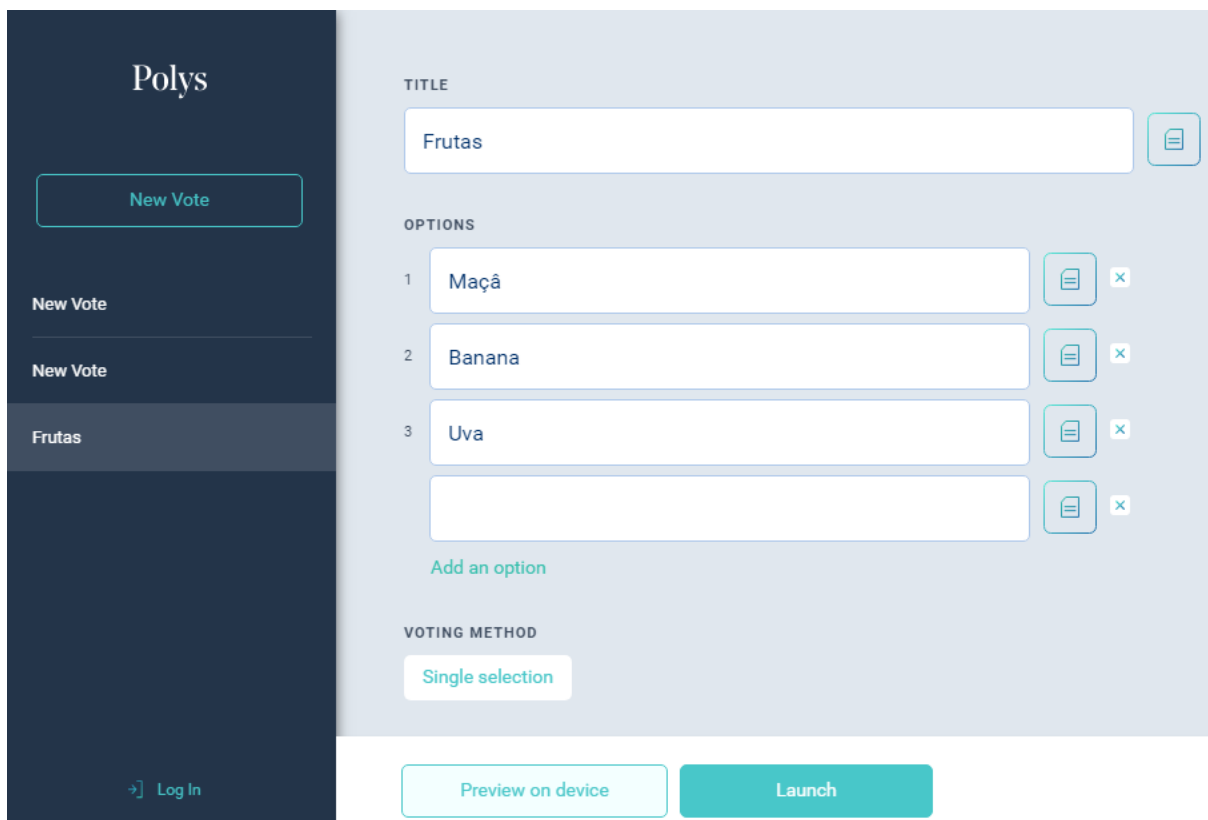 Polys
New Vote
New Vote
New Vote
Frutas
Log In
TITLE
Frutas
OPTIONS
1 Maçâ
2 Banana
3 Uva
Add an option
VOTING METHOD
Single selection
Preview on device Launch